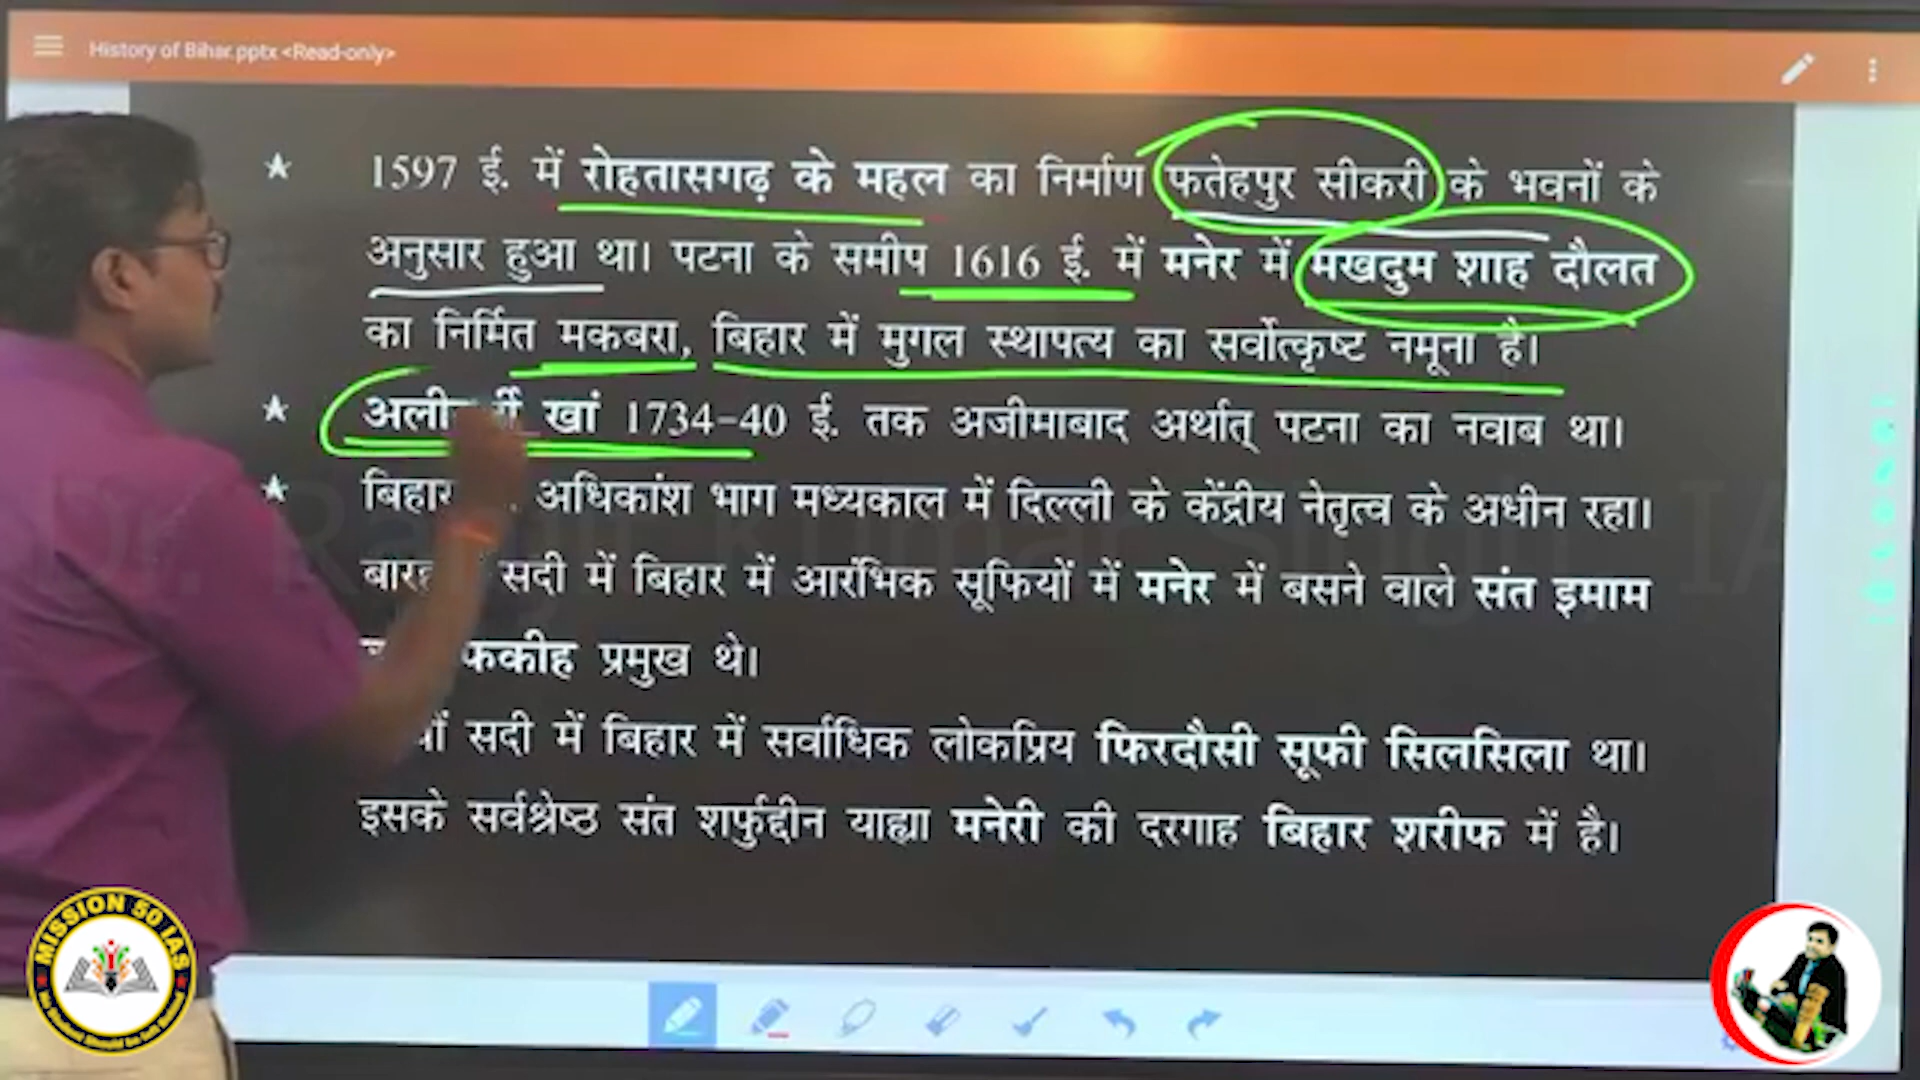 History of Bihar.pptx <Read-only>
★ 1597 ई. में रोहतासगढ़ के महल का निर्माण फतेहपुर सीकरी के भवनों के
अनुसार हुआ था। पटना के समीप 1616 ई. में मनेर में मखदुम शाह दौलत
का निर्मित मकबरा, बिहार में मुगल स्थापत्य का सर्वोत्कृष्ट नमूना है।
★ खां 1734-40 ई. तक अजीमाबाद अर्थात् पटना का नवाब था।
★ बिहार अधिकांश भाग मध्यकाल में दिल्ली के केंद्रीय नेतृत्व के अधीन रहा।
सदी में बिहार में आरंभिक सूफियों में मनेर में बसने वाले संत इमाम
फकीह प्रमुख थे।
सदी में बिहार में सर्वाधिक लोकप्रिय फिरदौसी सूफी सिलसिला था।
इसके सर्वश्रेष्ठ संत शर्फुद्दीन याह्या मनेरी की दरगाह बिहार शरीफ में है।
MISSION 50 IAS